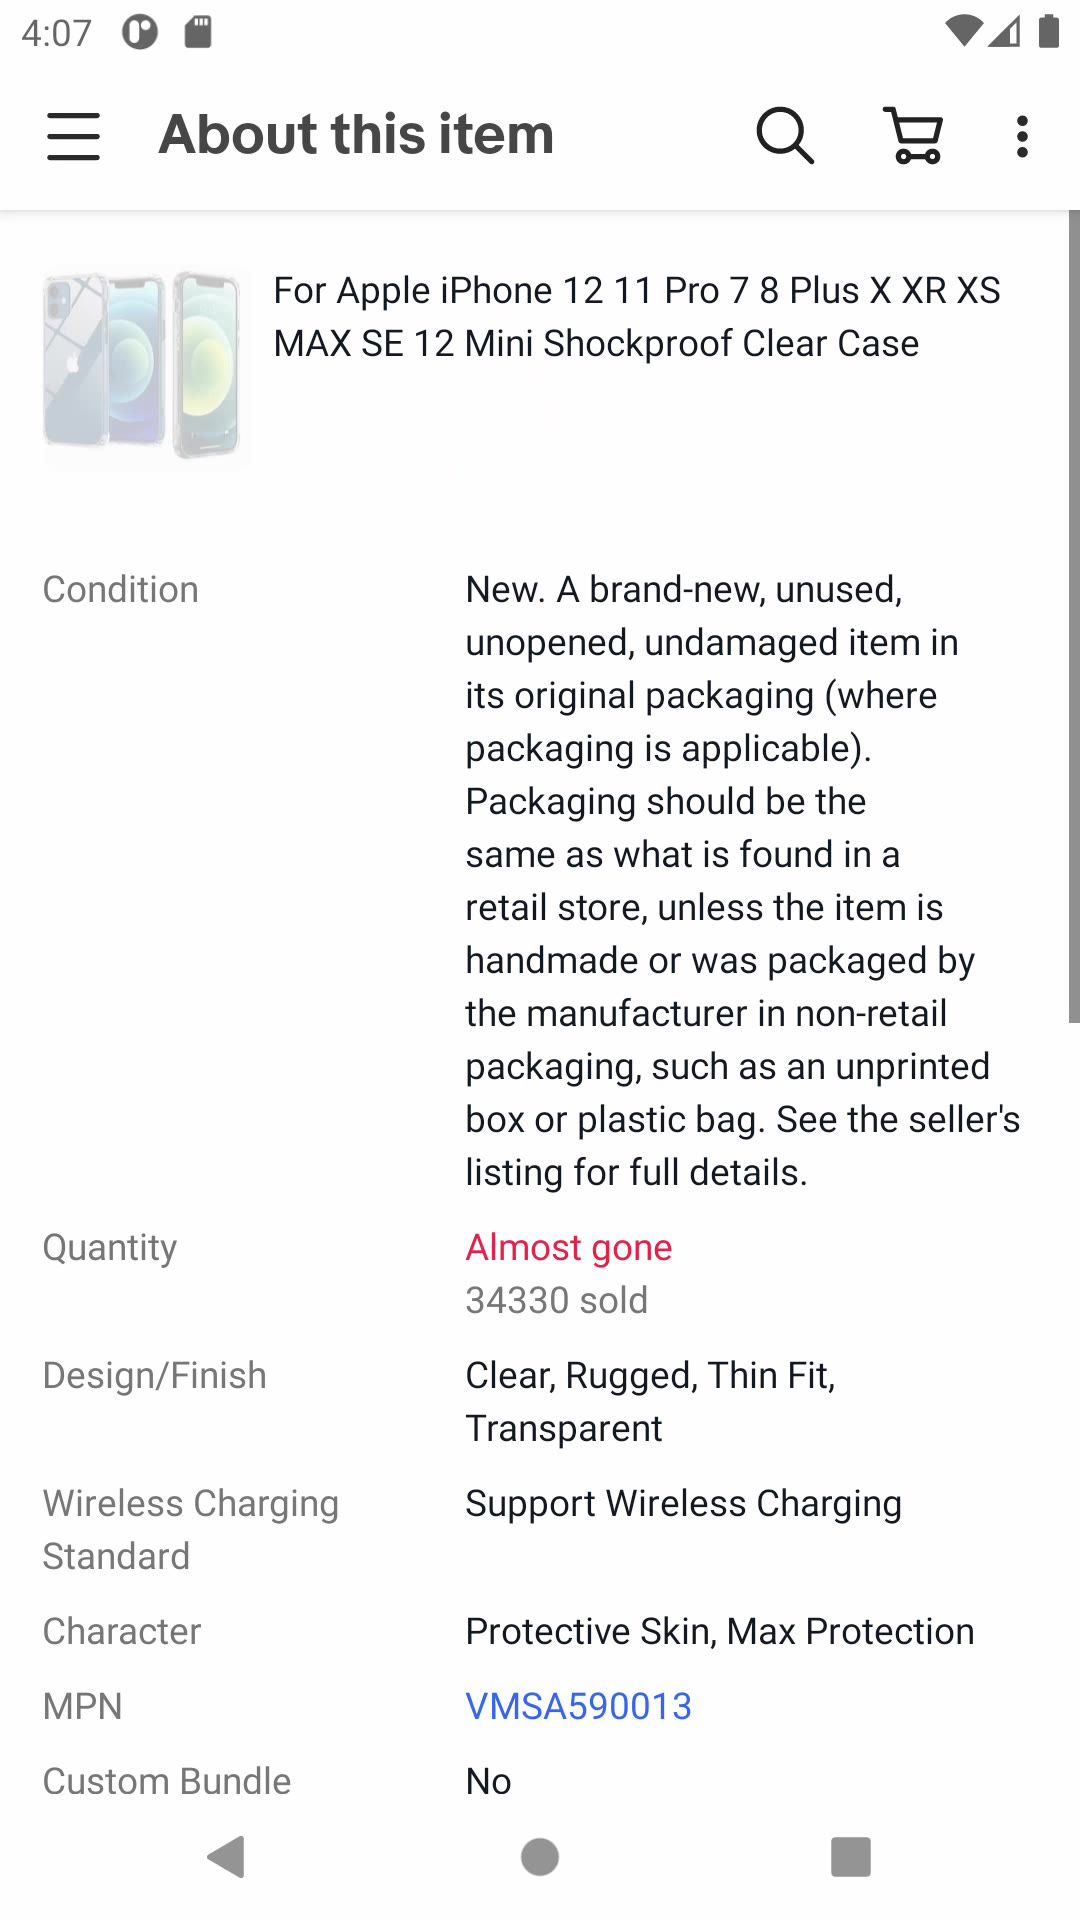 4:07
About this item
For Apple iPhone 12 11 Pro 7 8 Plus X XR XS
MAX SE 12 Mini Shockproof Clear Case
Condition
New. A brand-new, unused,
unopened, undamaged item in
its original packaging (where
packaging is applicable).
Packaging should be the
same as what is found in a
retail store, unless the item is
handmade or was packaged by
the manufacturer in non-retail
packaging, such as an unprinted
box or plastic bag. See the seller's
listing for full details.
Quantity
Almost gone
34330 sold
Design/Finish
Clear, Rugged, Thin Fit,
Transparent
Wireless Charging
Standard
Support Wireless Charging
Character
Protective Skin, Max Protection
MPN
VMSA590013
Custom Bundle
No